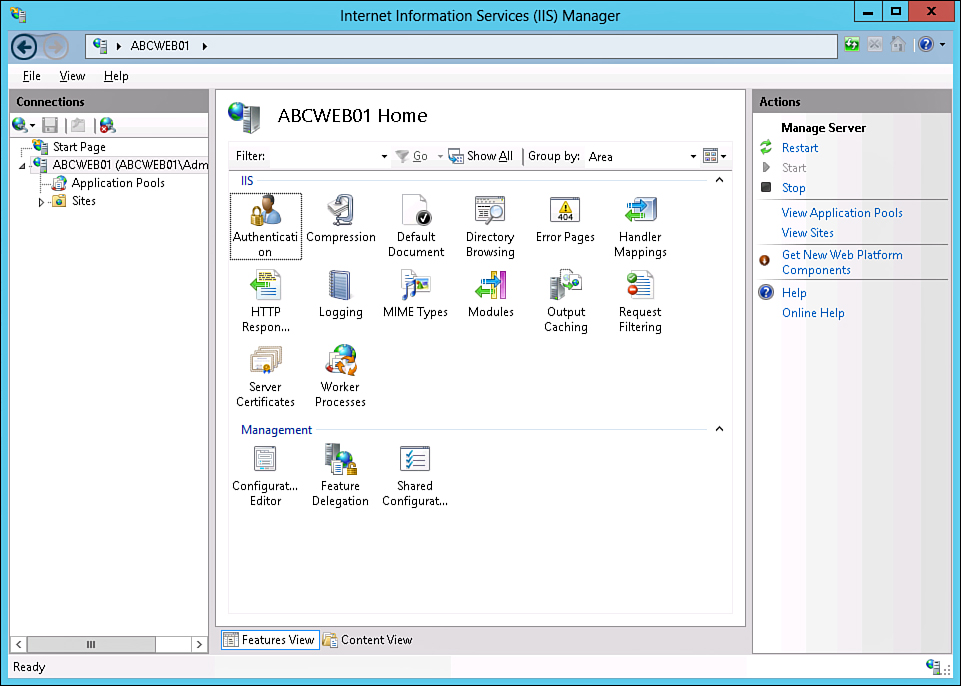 Internet Information Services (IIS) Manager
ABCWEB01
File View Help
Connections
Start Page
ABCWEB01 (ABCWEB01\Adm
Application Pools
Sites
ABCWEB01 Home
Filter: Go Show All Group by: Area
IIS
Authenticati
on
Compression
Default
Document
Directory
Browsing
Error Pages
404
Handler
Mappings
HTTP
Respon...
Logging
MIME Types
Modules
Output
Caching
Request
Filtering
Server
Certificates
Worker
Processes
Management
Configurat...
Editor
Feature
Delegation
Shared
Configurat...
Features View
Content View
Actions
Manage Server
Restart
Start
Stop
View Application Pools
View Sites
Get New Web Platform
Components
Help
Online Help
Ready